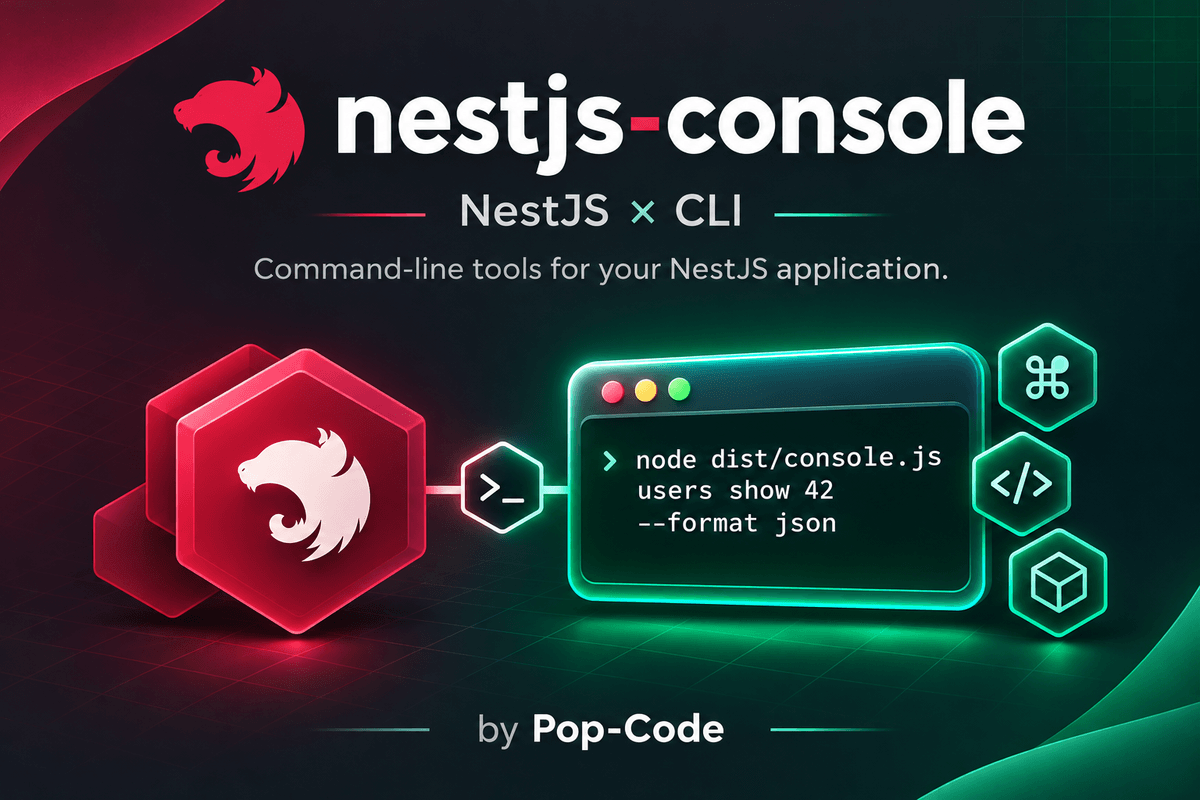 nestjs-console
NestJS × CLI
Command-line tools for your NestJS application.
>_
❯ node dist/console.js
users show 42
--format json
⌘
</>
by Pop-Code